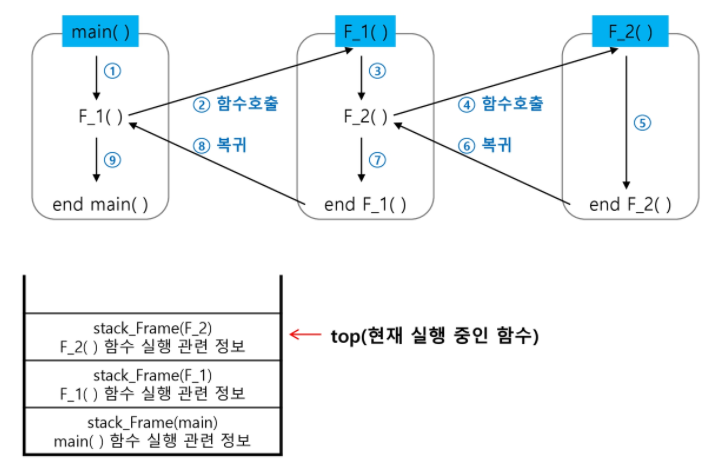 main( )
F_1( )
F_2( )
①
② 함수호출
③
④ 함수호출
F_1( )
F_2( )
⑤
⑧ 복귀
⑥ 복귀
⑨
⑦
end main( )
end F_1( )
end F_2( )
stack_Frame(F_2)
F_2( ) 함수 실행 관련 정보
top(현재 실행 중인 함수)
stack_Frame(F_1)
F_1( ) 함수 실행 관련 정보
stack_Frame(main)
main( ) 함수 실행 관련 정보